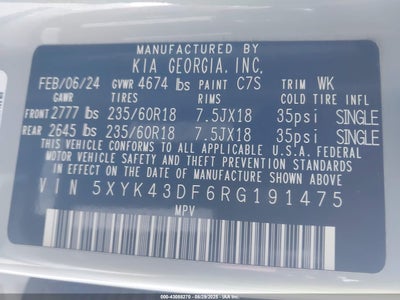 MANUFACTURED BY
KIA GEORGIA, INC.
FEB/06/24 GVWR 4674 lbs PAINT C7S TRIM WK
GAWR TIRES RIMS COLD TIRE INFL
FRONT 2777 lbs 235/60R18 7.5JX18 35psi SINGLE
REAR 2645 lbs 235/60R18 7.5JX18 35psi SINGLE
THIS VEHICLE CONFORMS TO ALL APPLICABLE U.S. FEDERAL
MOTOR VEHICLE SAFETY, BUMPER, AND THEFT PREVENTION STANDARDS
IN EFFECT ON THE DATE OF MANUFACTURE SHOWN ABOVE.
VIN 5XYK43DF6RG191475
MPV